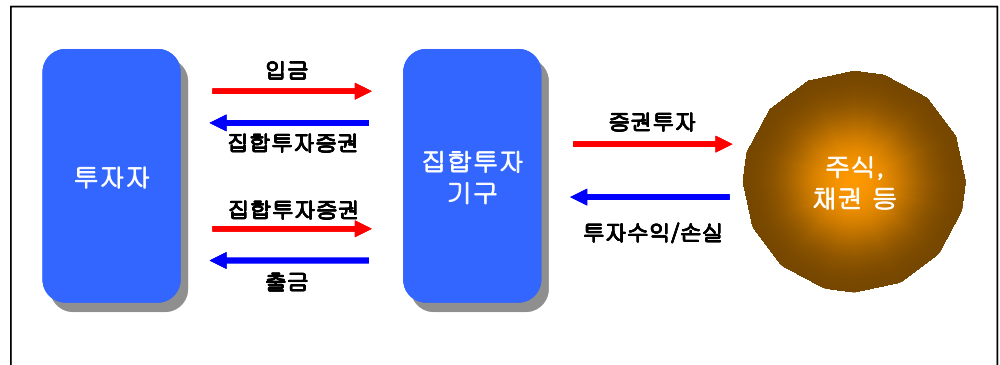 투자자
입금
집합투자증권
집합투자증권
출금
집합투자
기구
증권투자
투자수익/손실
주식,
채권 등